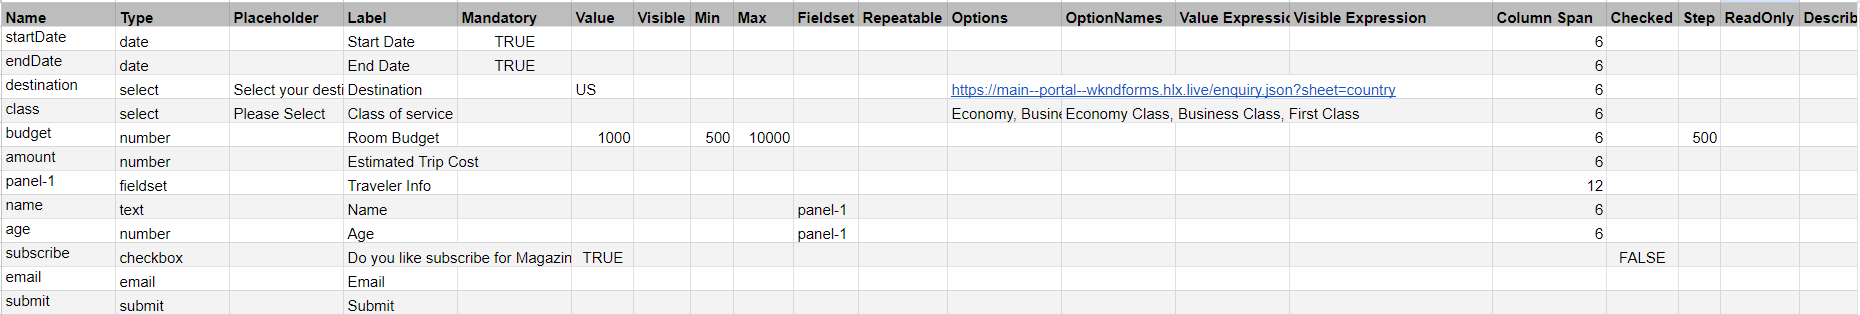 Name Type Placeholder Label Mandatory Value Visible Min Max Fieldset Repeatable Options OptionNames Value Expressi Visible Expression Column Span Checked Step ReadOnly Describ
startDate date Start Date TRUE 6
endDate date End Date TRUE 6
destination select Select your desti Destination US https://main--portal--wkndforms.hlx.live/enquiry.json?sheet=country 6
class select Please Select Class of service Economy, Busine Economy Class, Business Class, First Class 6
budget number Room Budget 1000 500 10000 6 500
amount number Estimated Trip Cost 6
panel-1 fieldset Traveler Info 12
name text Name panel-1 6
age number Age panel-1 6
subscribe checkbox Do you like subscribe for Magazin TRUE FALSE
email email Email
submit submit Submit